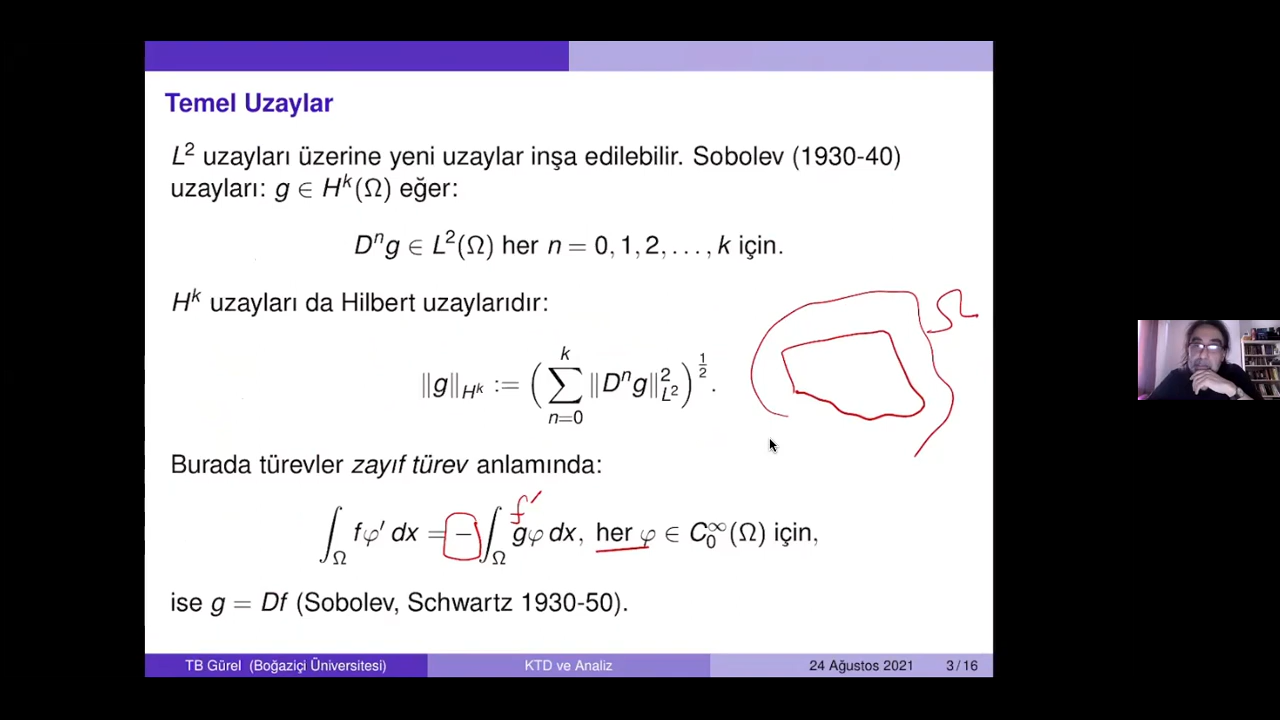 Temel Uzaylar
L² uzayları üzerine yeni uzaylar inşa edilebilir. Sobolev (1930-40)
uzayları: g ∈ Hᵏ(Ω) eğer:
Dⁿg ∈ L²(Ω) her n = 0, 1, 2, . . . , k için.
Hᵏ uzayları da Hilbert uzaylarıdır:
Ω
‖g‖_{Hᵏ} := (∑_{n=0}^{k} ‖Dⁿg‖²_{L²})^{1/2}.
Burada türevler zayıf türev anlamında:
f′
∫_Ω fφ′ dx = − ∫_Ω gφ dx, her φ ∈ C₀^∞(Ω) için,
ise g = Df (Sobolev, Schwartz 1930-50).
TB Gürel (Boğaziçi Üniversitesi) KTD ve Analiz 24 Ağustos 2021 3 / 16